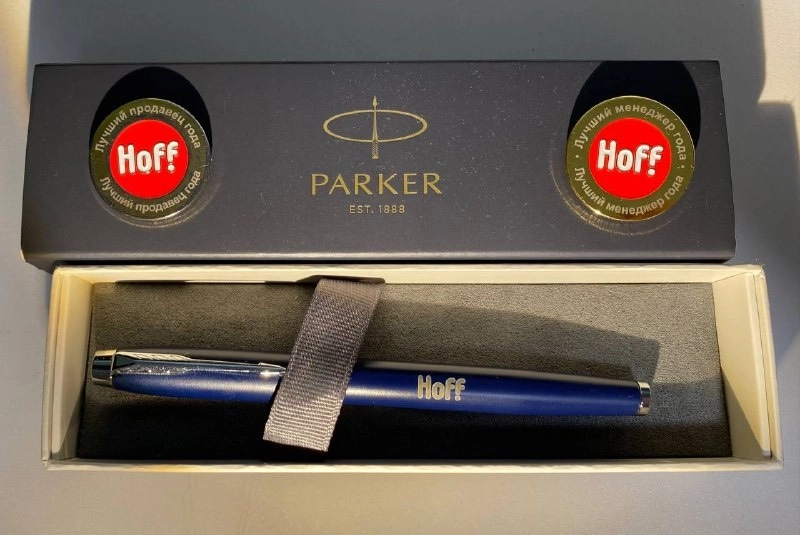 Лучший продавец года
Hoff!
Лучший продавец года
PARKER
EST. 1888
Лучший менеджер года
Hoff!
Лучший менеджер года
Hoff!